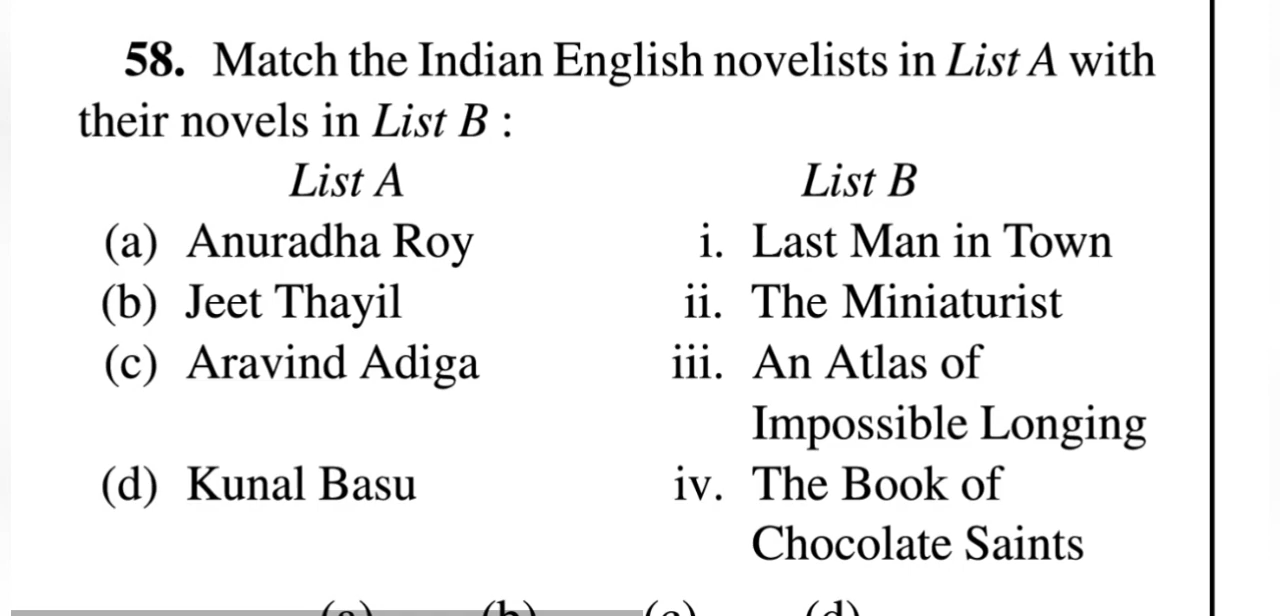 58. Match the Indian English novelists in List A with
their novels in List B :
List A List B
(a) Anuradha Roy i. Last Man in Town
(b) Jeet Thayil ii. The Miniaturist
(c) Aravind Adiga iii. An Atlas of
Impossible Longing
(d) Kunal Basu iv. The Book of
Chocolate Saints
(a) (b) (c) (d)